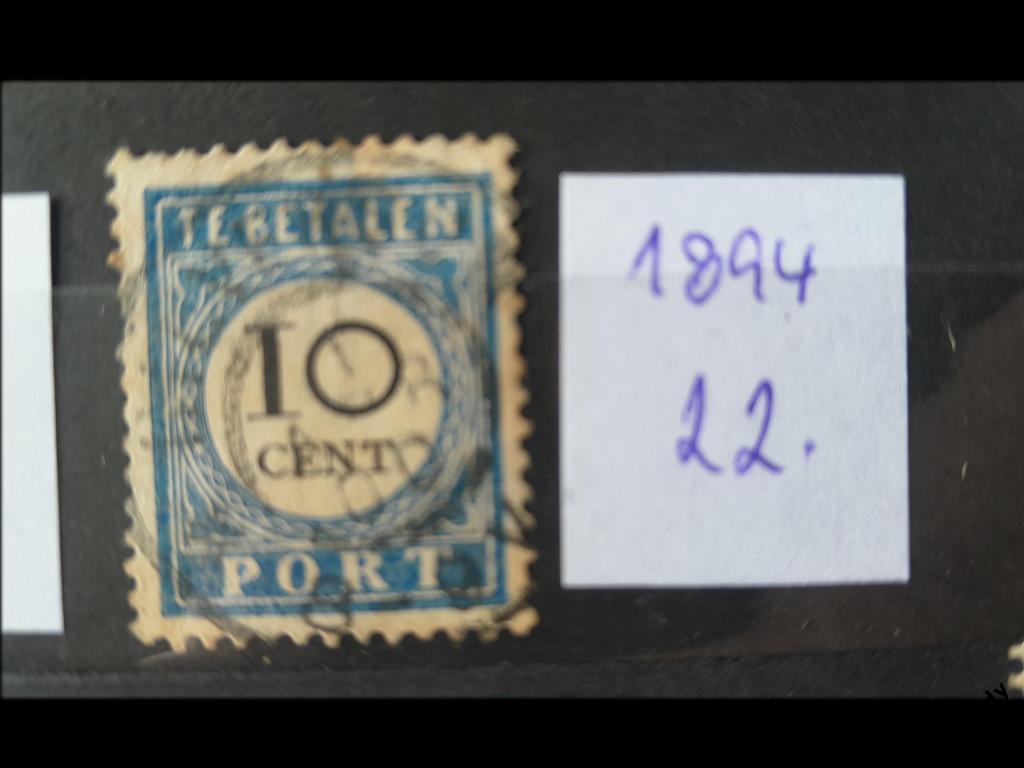 TE BETALEN
10
CENT
PORT
1894
22.